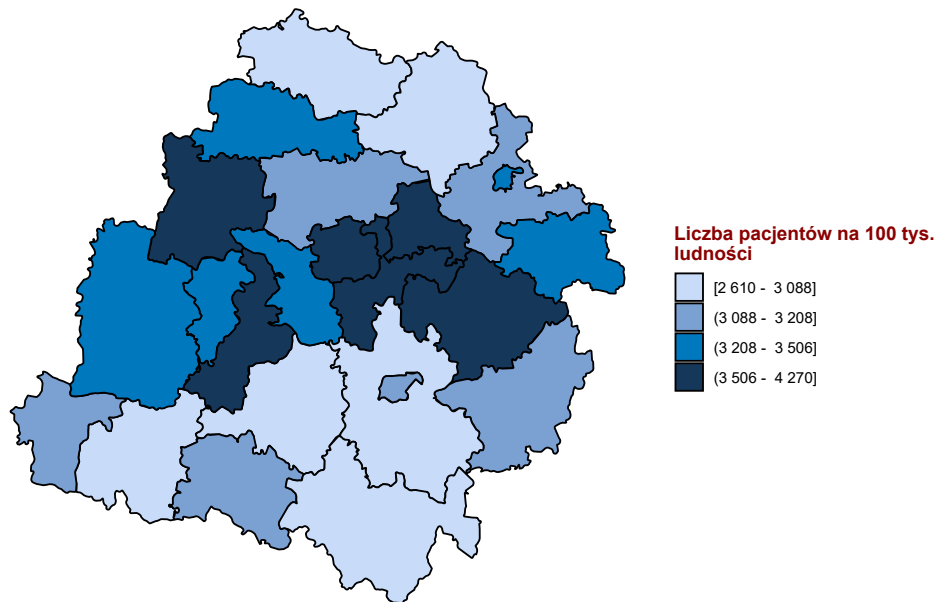 Liczba pacjentów na 100 tys.
ludności
[2 610 - 3 088]
(3 088 - 3 208]
(3 208 - 3 506]
(3 506 - 4 270]